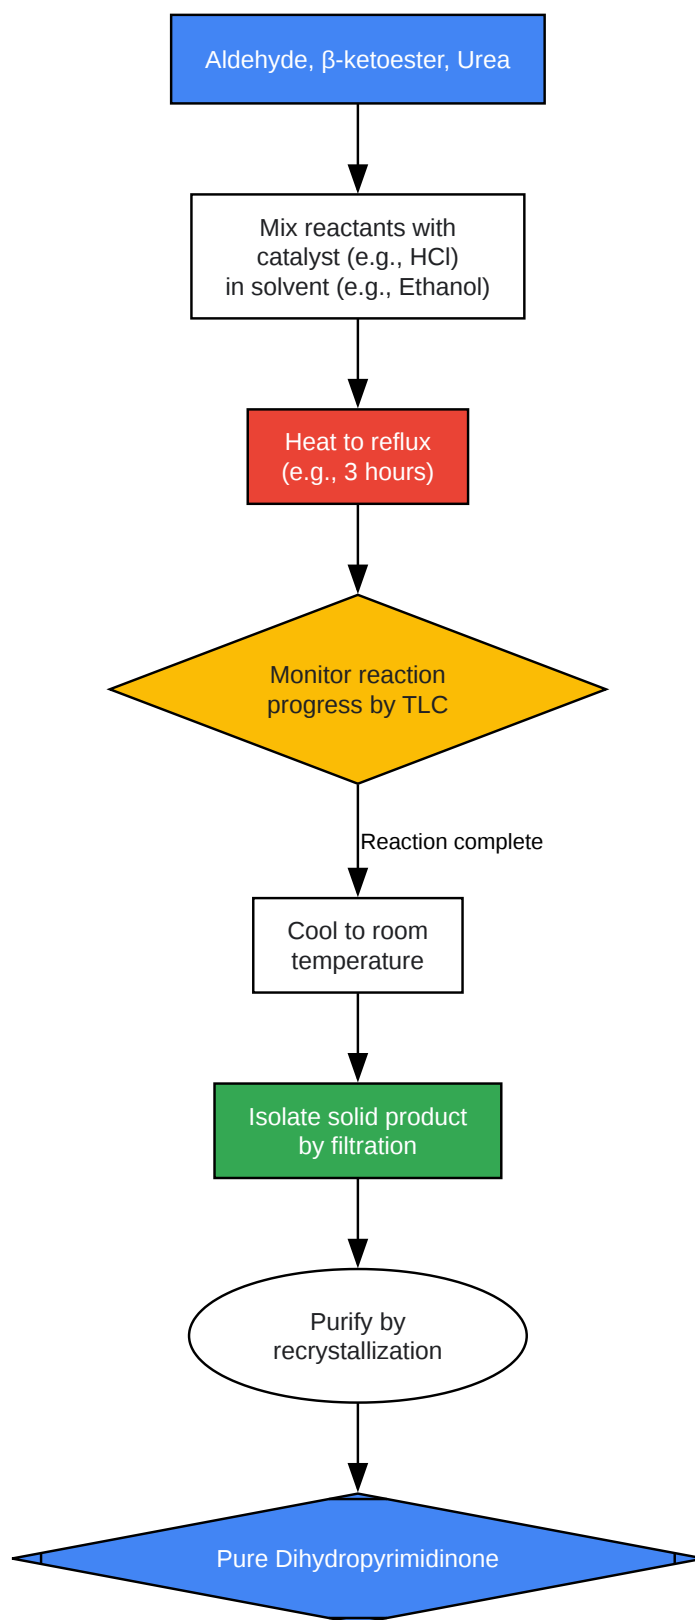 Aldehyde, β-ketoester, Urea
Mix reactants with
catalyst (e.g., HCl)
in solvent (e.g., Ethanol)
Heat to reflux
(e.g., 3 hours)
Monitor reaction
progress by TLC
Reaction complete
Cool to room
temperature
Isolate solid product
by filtration
Purify by
recrystallization
Pure Dihydropyrimidinone